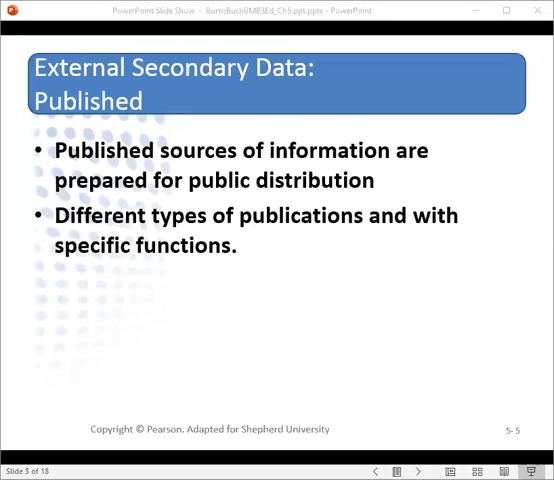 PowerPoint Slide Show - BurnsBushBMR3Ed_Ch5.ppt.pptx - PowerPoint
External Secondary Data:
Published
• Published sources of information are
prepared for public distribution
• Different types of publications and with
specific functions.
Copyright © Pearson. Adapted for Shepherd University
5- 5
Slide 5 of 18